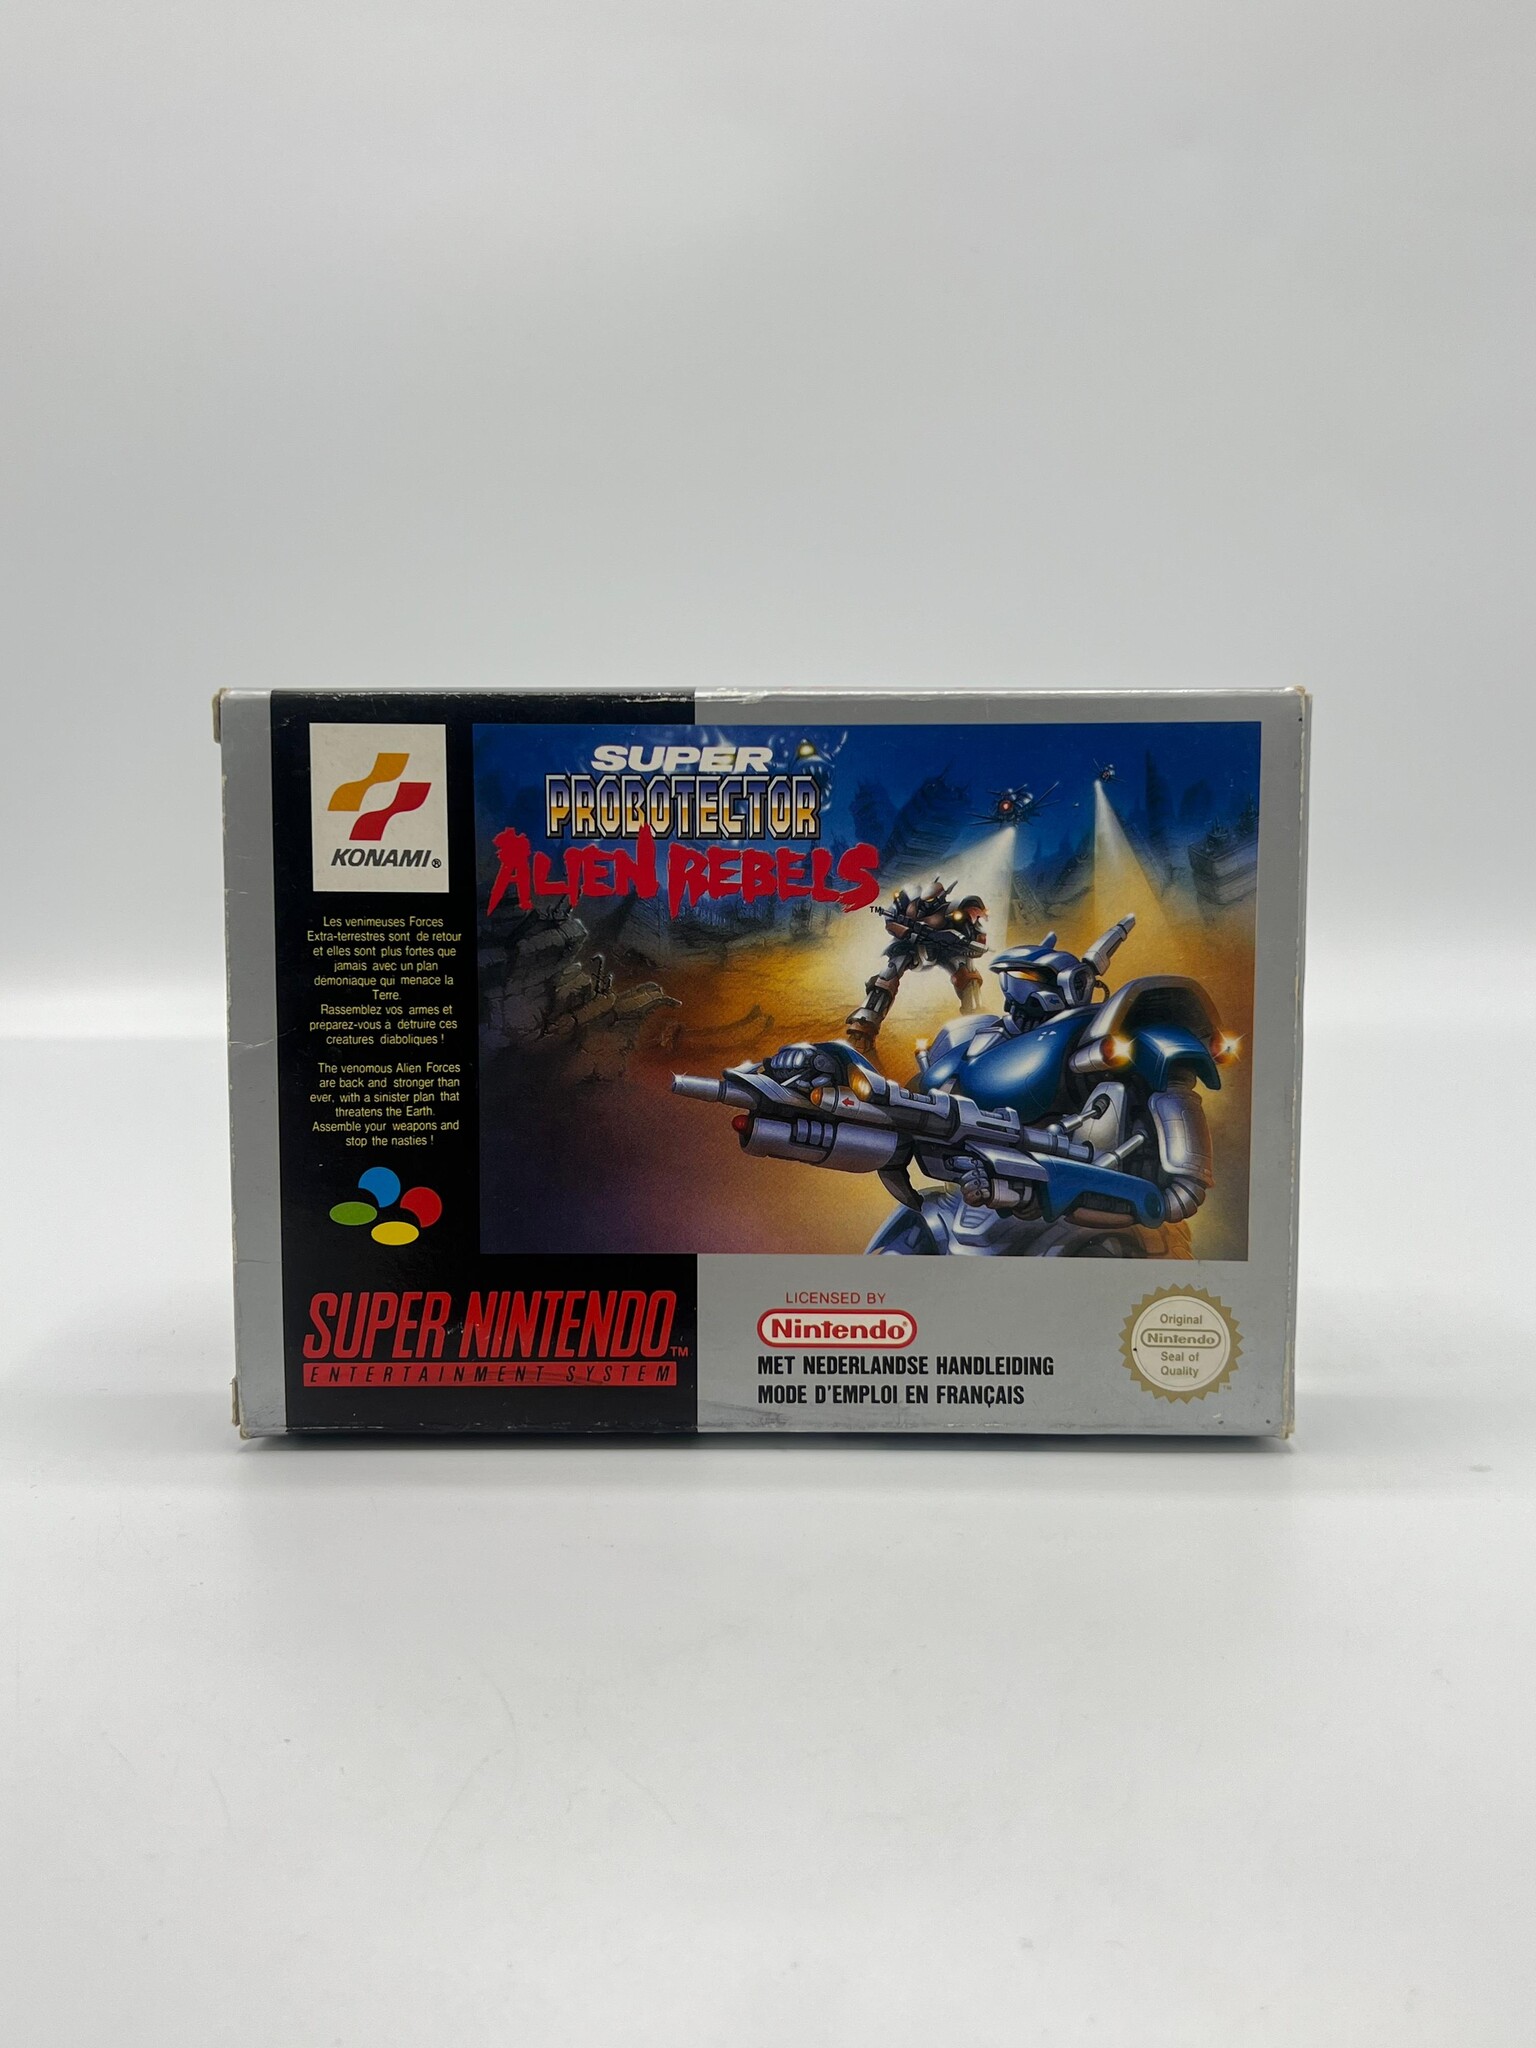 KONAMI®
SUPER
PROBOTECTOR
ALIEN REBELS
TM
Les venimeuses Forces
Extra-terrestres sont de retour
et elles sont plus fortes que
jamais avec un plan
démoniaque qui menace la
Terre.
Rassemblez vos armes et
preparez-vous à detruire ces
creatures diaboliques !
The venomous Alien Forces
are back and stronger than
ever, with a sinister plan that
threatens the Earth.
Assemble your weapons and
stop the nasties !
SUPER NINTENDO TM
ENTERTAINMENT SYSTEM
LICENSED BY
Nintendo®
MET NEDERLANDSE HANDLEIDING
MODE D'EMPLOI EN FRANÇAIS
Original
Nintendo
Seal of
Quality
TM